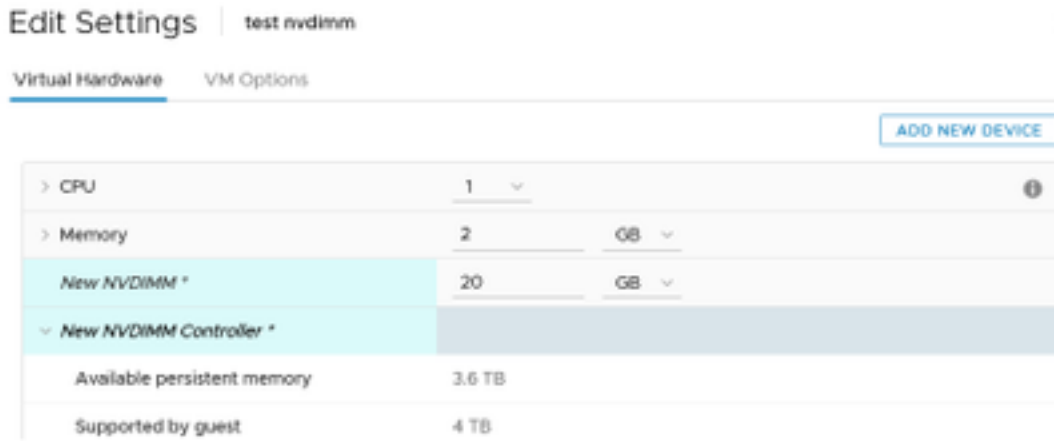 Edit Settings test nvdimm
Virtual Hardware VM Options
ADD NEW DEVICE
CPU 1
Memory 2 GB
New NVDIMM * 20 GB
New NVDIMM Controller *
Available persistent memory 3.6 TB
Supported by guest 4 TB